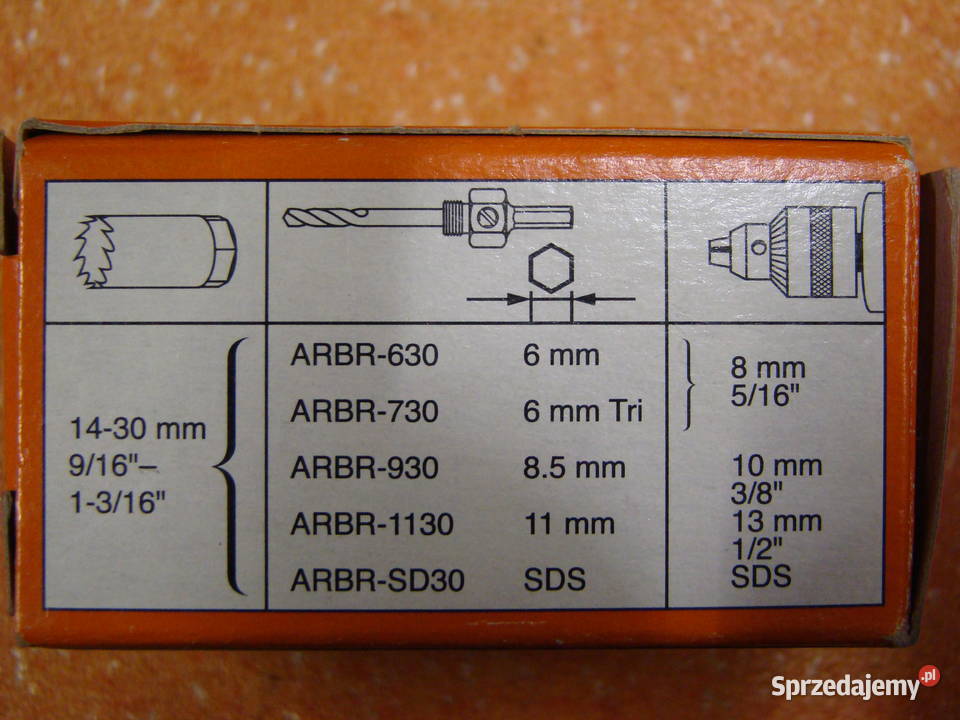 ARBR-630 6 mm
8 mm
5/16"
ARBR-730 6 mm Tri
14-30 mm
9/16"–
1-3/16"
ARBR-930 8.5 mm 10 mm
3/8"
ARBR-1130 11 mm 13 mm
1/2"
ARBR-SD30 SDS SDS
Sprzedajemy.pl